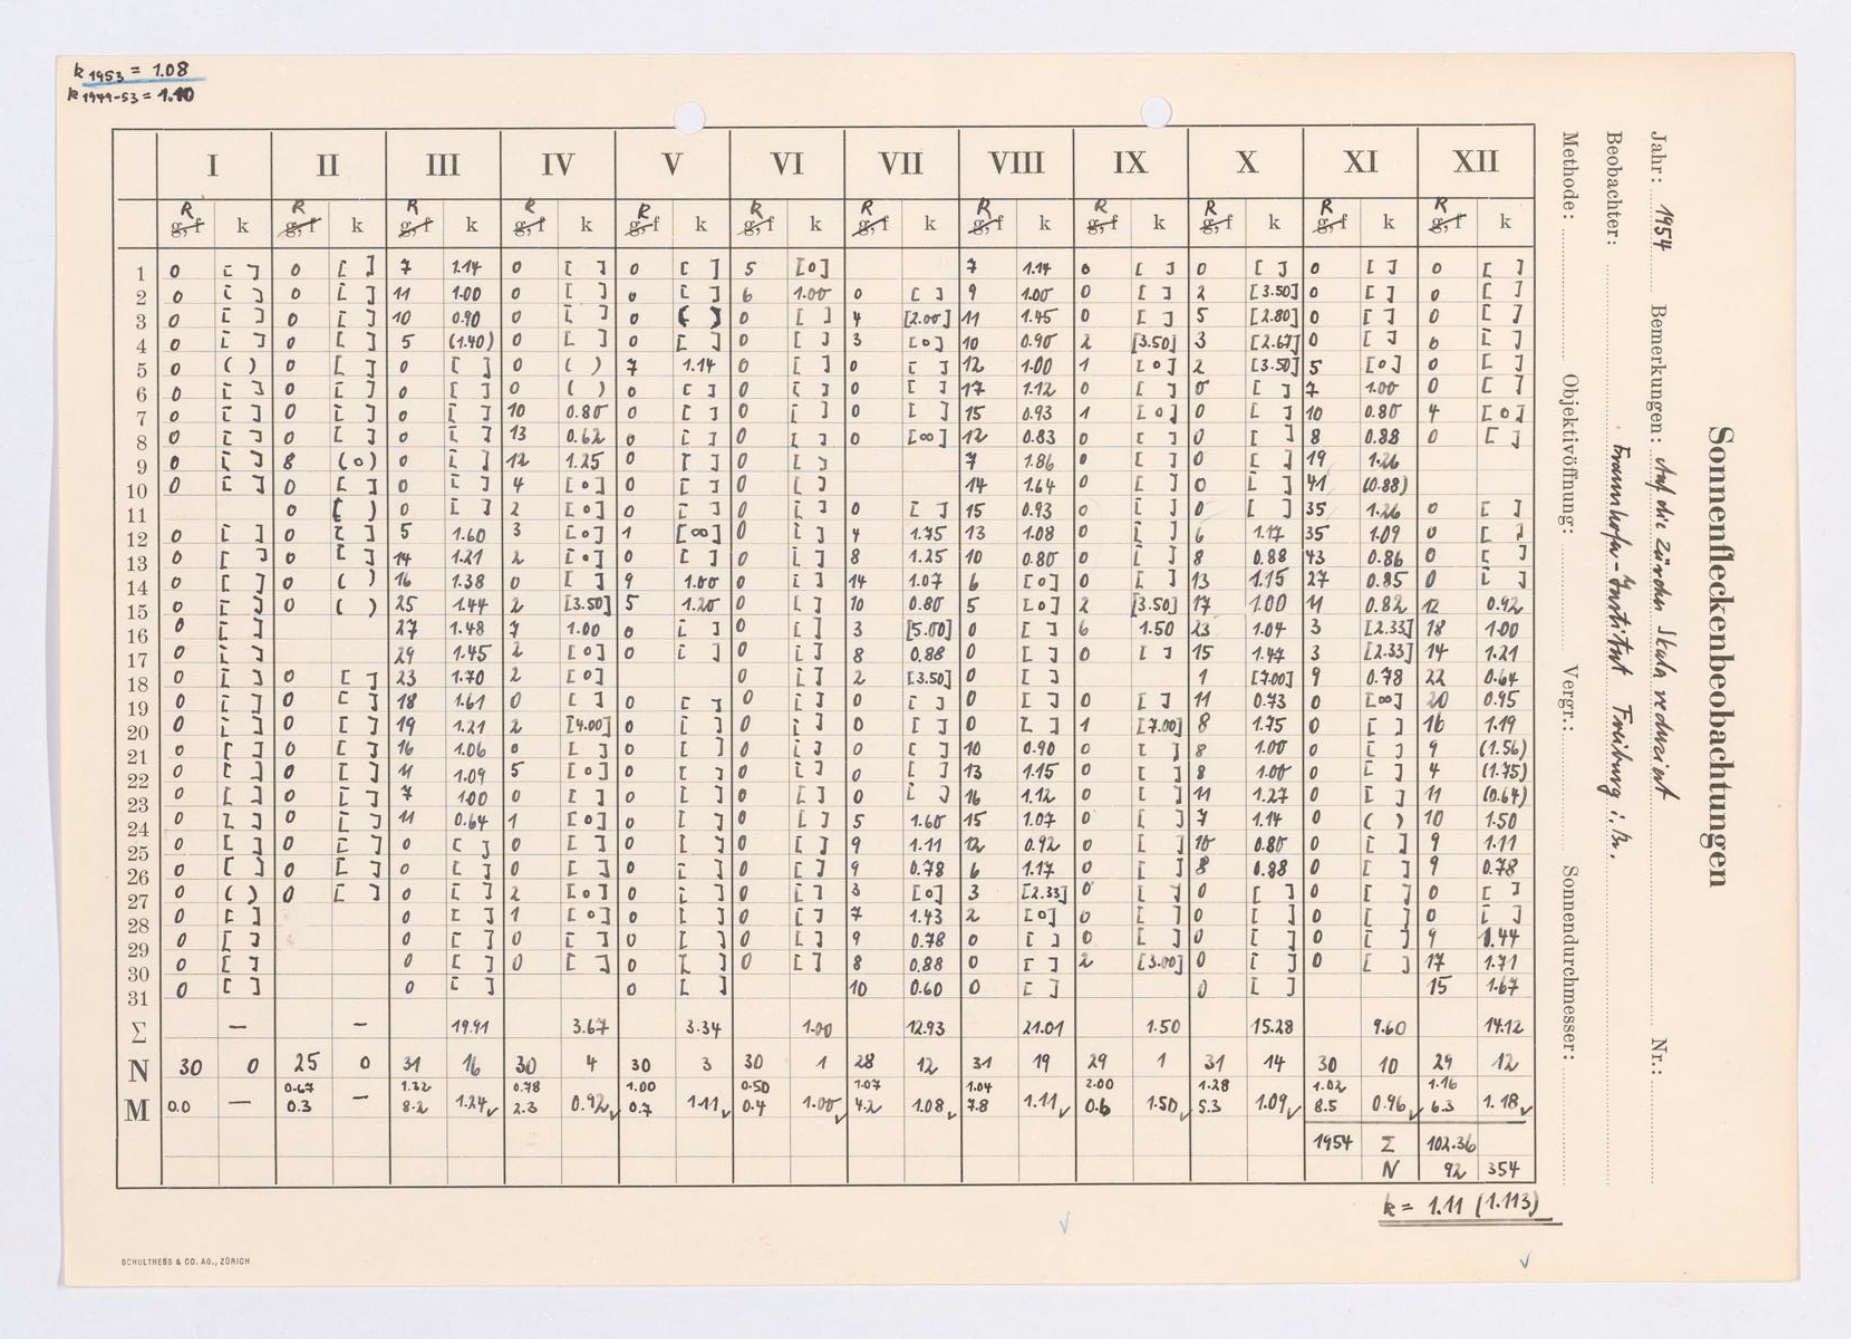 k 1953 = 1.08
k 1949-53 = 1.10
Sonnenfleckenbeobachtungen
Jahr: 1954 Bemerkungen: Auf die Zürcher Skala reduziert Nr.:
Beobachter: Fraunhofer-Institut Freiburg i. Br.
Methode: Objektivöffnung: Vergr.: Sonnendurchmesser:
I II III IV V VI VII VIII IX X XI XII
R R R R R R R R R R R R
g,f k g,f k g,f k g,f k g,f k g,f k g,f k g,f k g,f k g,f k g,f k g,f k
1 0 [ ] 0 [ ] 7 1.14 0 [ ] 0 [ ] 5 [0] 7 1.14 0 [ ] 0 [ ] 0 [ ] 0 [ ]
2 0 [ ] 0 [ ] 11 1.00 0 [ ] 0 [ ] 6 1.00 0 [ ] 9 1.00 0 [ ] 2 [3.50] 0 [ ] 0 [ ]
3 0 [ ] 0 [ ] 10 0.90 0 [ ] 0 ( ) 0 [ ] 4 [2.00] 11 1.45 0 [ ] 5 [2.80] 0 [ ] 0 [ ]
4 0 [ ] 0 [ ] 5 (1.40) 0 [ ] 0 [ ] 0 [ ] 3 [0] 10 0.90 2 [3.50] 3 [2.67] 0 [ ] 0 [ ]
5 0 ( ) 0 [ ] 0 [ ] 0 ( ) 7 1.14 0 [ ] 0 [ ] 12 1.00 1 [0] 2 [3.50] 5 [0] 0 [ ]
6 0 [ ] 0 [ ] 0 [ ] 0 ( ) 0 [ ] 0 [ ] 0 [ ] 17 1.12 0 [ ] 0 [ ] 7 1.00 0 [ ]
7 0 [ ] 0 [ ] 0 [ ] 10 0.80 0 [ ] 0 [ ] 0 [ ] 15 0.93 1 [0] 0 [ ] 10 0.80 4 [0]
8 0 [ ] 0 [ ] 0 [ ] 13 0.62 0 [ ] 0 [ ] 0 [∞] 12 0.83 0 [ ] 0 [ ] 8 0.88 0 [ ]
9 0 [ ] 8 (0) 0 [ ] 12 1.25 0 [ ] 0 [ ] 7 1.86 0 [ ] 0 [ ] 19 1.26
10 0 [ ] 0 [ ] 0 [ ] 4 [0] 0 [ ] 0 [ ] 14 1.64 0 [ ] 0 [ ] 41 (0.88)
11 0 [ ) 0 [ ] 2 [0] 0 [ ] 0 [ ] 0 [ ] 15 0.93 0 [ ] 0 [ ] 35 1.26 0 [ ]
12 0 [ ] 0 [ ] 5 1.60 3 [0] 1 [∞] 0 [ ] 4 1.75 13 1.08 0 [ ] 6 1.17 35 1.09 0 [ ]
13 0 [ ] 0 [ ] 14 1.21 2 [0] 0 [ ] 0 [ ] 8 1.25 10 0.80 0 [ ] 8 0.88 43 0.86 0 [ ]
14 0 [ ] 0 ( ) 16 1.38 0 [ ] 9 1.00 0 [ ] 14 1.07 6 [0] 0 [ ] 13 1.15 27 0.85 0 [ ]
15 0 [ ] 0 ( ) 25 1.44 2 [3.50] 5 1.20 0 [ ] 10 0.80 5 [0] 2 [3.50] 17 1.00 11 0.82 12 0.92
16 0 [ ] 27 1.48 7 1.00 0 [ ] 0 [ ] 3 [5.00] 0 [ ] 6 1.50 23 1.04 3 [2.33] 18 1.00
17 0 [ ] 29 1.45 2 [0] 0 [ ] 0 [ ] 8 0.88 0 [ ] 0 [ ] 15 1.47 3 [2.33] 14 1.21
18 0 [ ] 0 [ ] 23 1.70 2 [0] 0 [ ] 2 [3.50] 0 [ ] 1 [7.00] 9 0.78 22 0.64
19 0 [ ] 0 [ ] 18 1.61 0 [ ] 0 [ ] 0 [ ] 0 [ ] 0 [ ] 0 [ ] 11 0.73 0 [∞] 20 0.95
20 0 [ ] 0 [ ] 19 1.21 2 [4.00] 0 [ ] 0 [ ] 0 [ ] 0 [ ] 1 [7.00] 8 1.75 0 [ ] 16 1.19
21 0 [ ] 0 [ ] 16 1.06 0 [ ] 0 [ ] 0 [ ] 0 [ ] 10 0.90 0 [ ] 8 1.00 0 [ ] 9 (1.56)
22 0 [ ] 0 [ ] 11 1.09 5 [0] 0 [ ] 0 [ ] 0 [ ] 13 1.15 0 [ ] 8 1.00 0 [ ] 4 (1.75)
23 0 [ ] 0 [ ] 7 1.00 0 [ ] 0 [ ] 0 [ ] 0 [ ] 16 1.12 0 [ ] 11 1.27 0 [ ] 11 (0.64)
24 0 [ ] 0 [ ] 11 0.64 1 [0] 0 [ ] 0 [ ] 5 1.60 15 1.07 0 [ ] 7 1.14 0 ( ) 10 1.50
25 0 [ ] 0 [ ] 0 [ ] 0 [ ] 0 [ ] 0 [ ] 9 1.11 12 0.92 0 [ ] 10 0.80 0 [ ] 9 1.11
26 0 [ ] 0 [ ] 0 [ ] 0 [ ] 0 [ ] 0 [ ] 9 0.78 6 1.17 0 [ ] 8 0.88 0 [ ] 9 0.78
27 0 ( ) 0 [ ] 0 [ ] 2 [0] 0 [ ] 0 [ ] 3 [0] 3 [2.33] 0 [ ] 0 [ ] 0 [ ] 0 [ ]
28 0 [ ] 0 [ ] 1 [0] 0 [ ] 0 [ ] 7 1.43 2 [0] 0 [ ] 0 [ ] 0 [ ] 0 [ ]
29 0 [ ] 0 [ ] 0 [ ] 0 [ ] 0 [ ] 9 0.78 0 [ ] 0 [ ] 0 [ ] 0 [ ] 9 1.44
30 0 [ ] 0 [ ] 0 [ ] 0 [ ] 0 [ ] 8 0.88 0 [ ] 2 [3.00] 0 [ ] 0 [ ] 17 1.71
31 0 [ ] 0 [ ] 0 [ ] 10 0.60 0 [ ] 0 [ ] 15 1.67
Σ — — 19.91 3.67 3.34 1.00 12.93 21.01 1.50 15.28 9.60 14.12
N 30 0 25 0 31 16 30 4 30 3 30 1 28 12 31 19 29 1 31 14 30 10 29 12
0.67 1.22 0.78 1.00 0.50 1.07 1.04 2.00 1.28 1.02 1.16
M 0.0 — 0.3 — 8.2 1.24✓ 2.3 0.92✓ 0.7 1.11✓ 0.4 1.00✓ 4.2 1.08✓ 7.8 1.11✓ 0.6 1.50✓ 5.3 1.09✓ 8.5 0.96✓ 6.3 1.18✓
1954 Σ 102.36
N 92 354
k = 1.11 (1.113)
SCHULTHESS & CO. AG., ZÜRICH